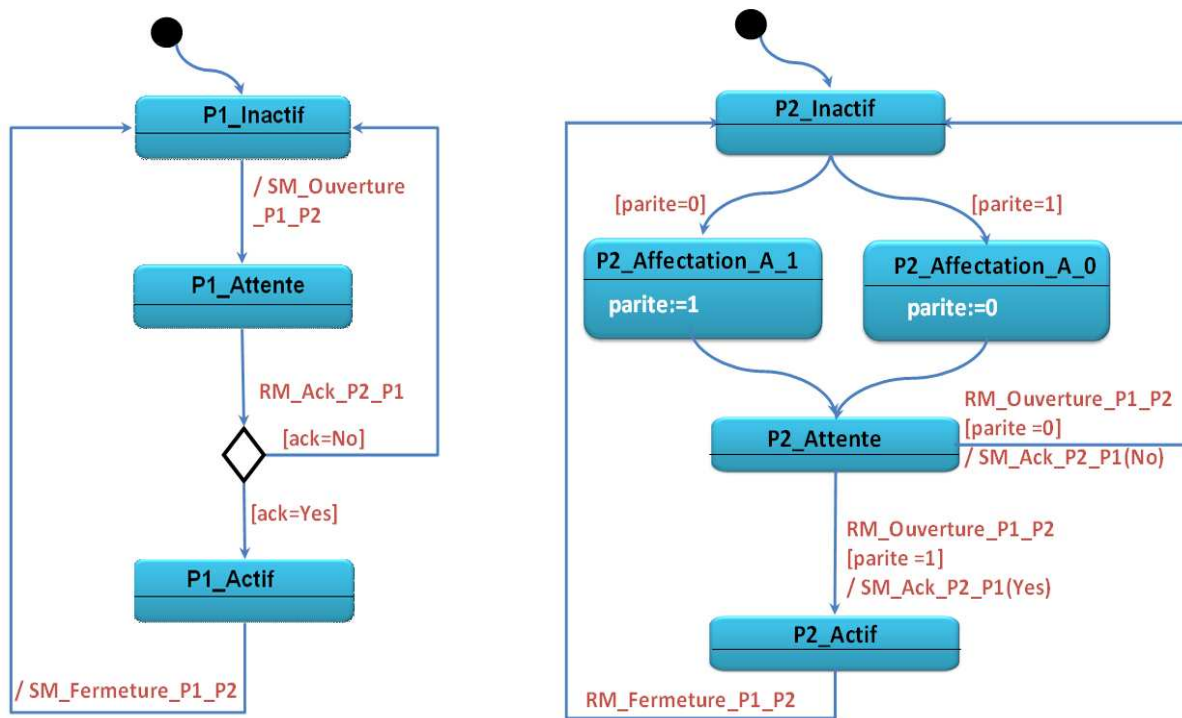 P1_Inactif
/ SM_Ouverture
_P1_P2
P1_Attente
RM_Ack_P2_P1
[ack=No]
[ack=Yes]
P1_Actif
/ SM_Fermeture_P1_P2
P2_Inactif
[parite=0]
[parite=1]
P2_Affectation_A_1
parite:=1
P2_Affectation_A_0
parite:=0
P2_Attente
RM_Ouverture_P1_P2
[parite =0]
/ SM_Ack_P2_P1(No)
RM_Ouverture_P1_P2
[parite =1]
/ SM_Ack_P2_P1(Yes)
P2_Actif
RM_Fermeture_P1_P2